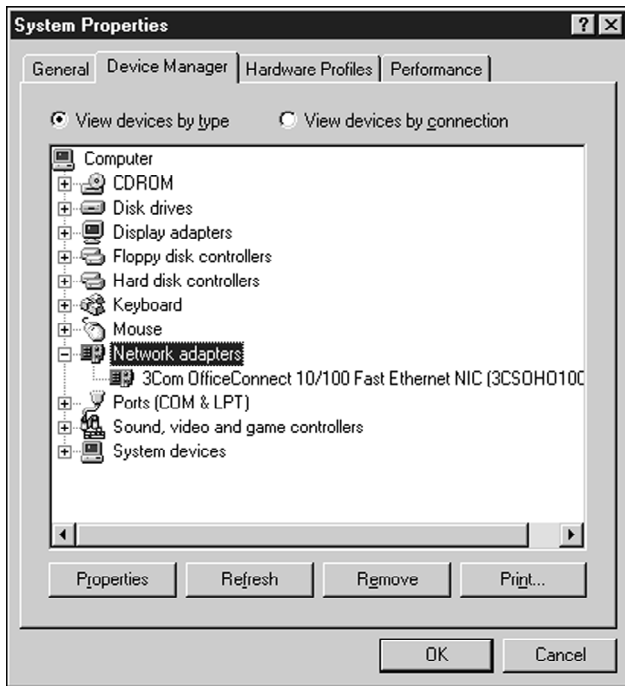 System Properties
General Device Manager Hardware Profiles Performance
View devices by type View devices by connection
Computer
CDROM
Disk drives
Display adapters
Floppy disk controllers
Hard disk controllers
Keyboard
Mouse
Network adapters
3Com OfficeConnect 10/100 Fast Ethernet NIC (3CSOHO100
Ports (COM & LPT)
Sound, video and game controllers
System devices
Properties Refresh Remove Print...
OK Cancel